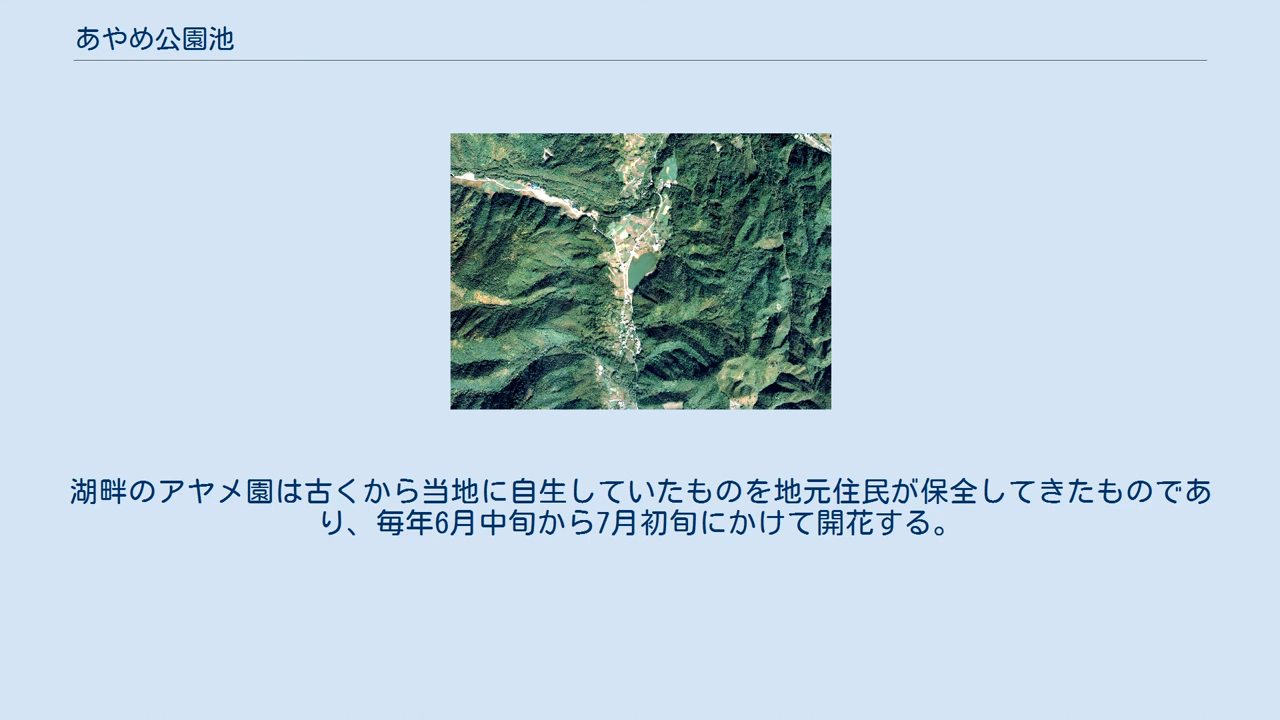 あやめ公園池
湖畔のアヤメ園は古くから当地に自生していたものを地元住民が保全してきたものであ
り、毎年6月中旬から7月初旬にかけて開花する。